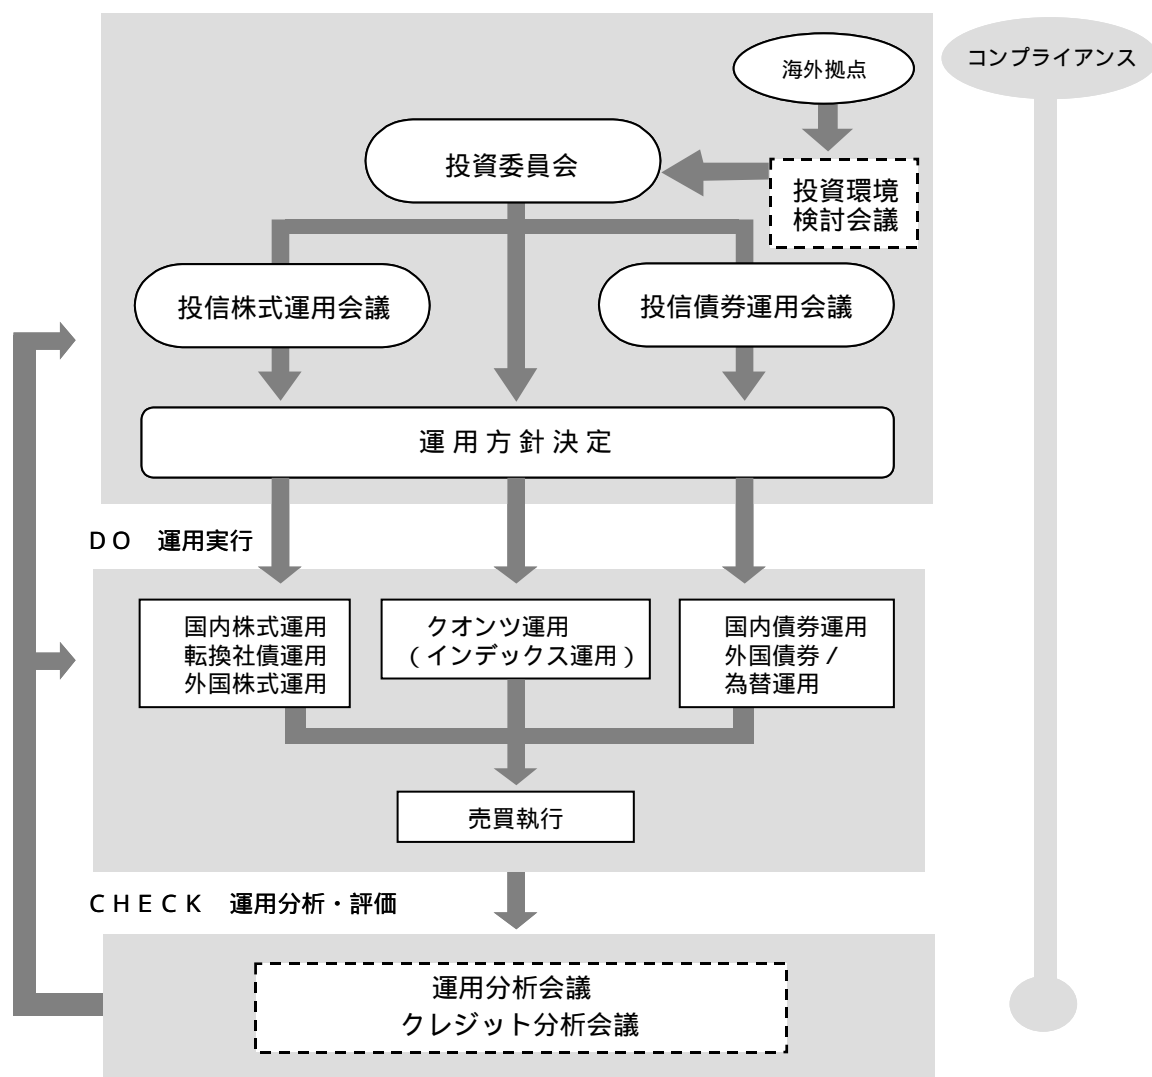 コンプライアンス
海外拠点
投資委員会
投資環境
検討会議
投信株式運用会議
投信債券運用会議
運用方針決定
ＤＯ　運用実行
国内株式運用
転換社債運用
外国株式運用
クオンツ運用
（インデックス運用）
国内債券運用
外国債券／
為替運用
売買執行
ＣＨＥＣＫ　運用分析・評価
運用分析会議
クレジット分析会議